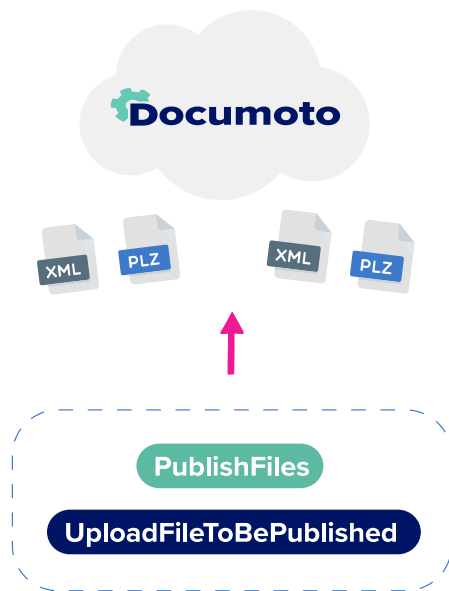 Documoto
XML
PLZ
XML
PLZ
PublishFiles
UploadFileToBePublished